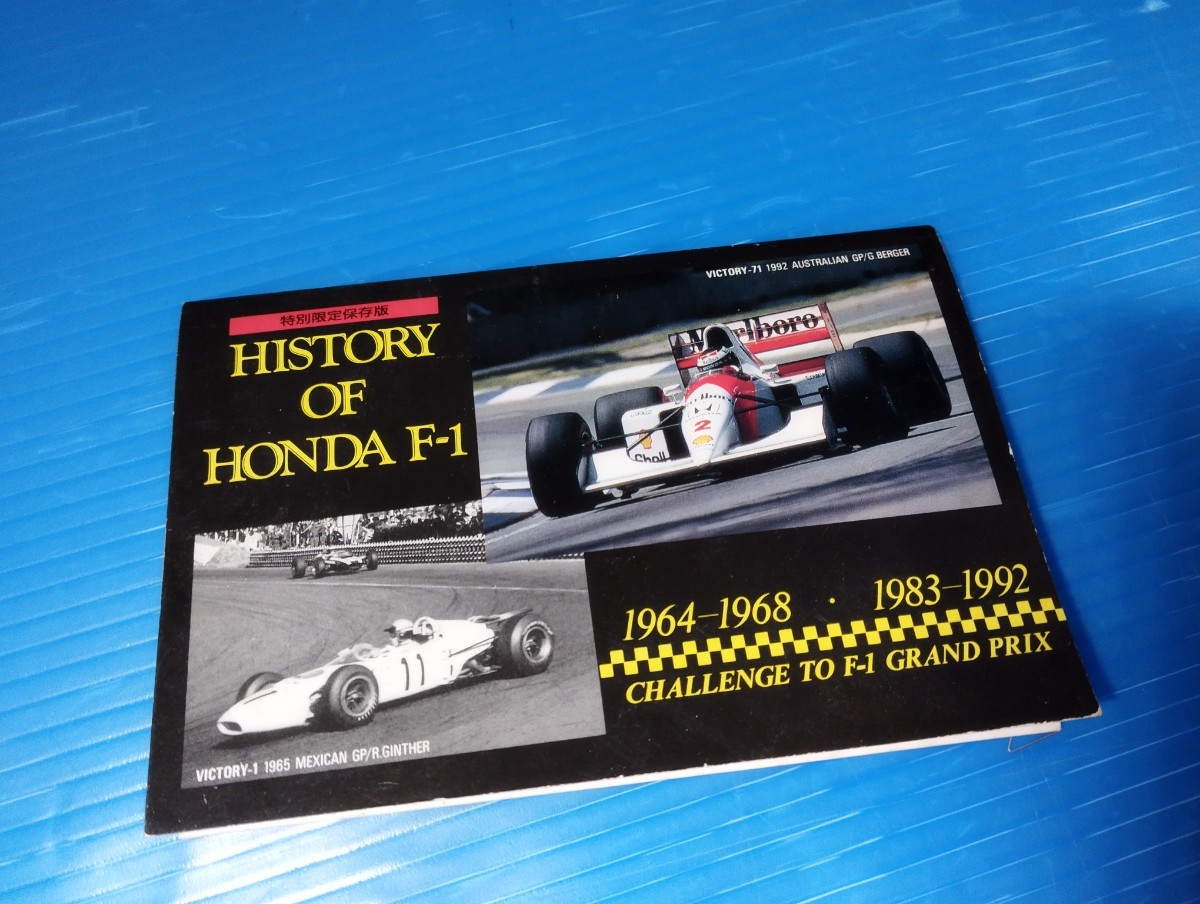 特別限定保存版
HISTORY
OF
HONDA F-1
VICTORY-71 1992 AUSTRALIAN GP/G.BERGER
Marlboro
Marlboro
2
Shell
11
VICTORY-1 1965 MEXICAN GP/R.GINTHER
1964-1968 · 1983-1992
CHALLENGE TO F-1 GRAND PRIX